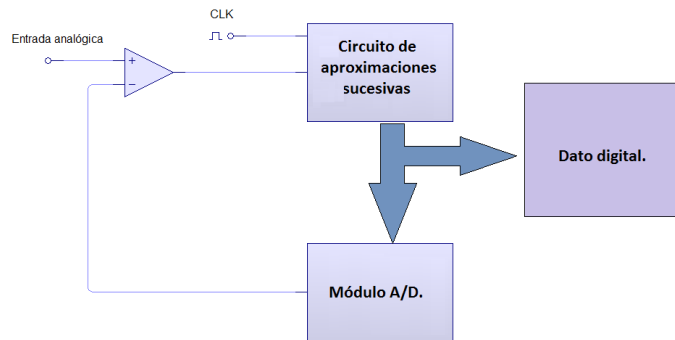 CLK
Entrada analógica
+
−
Circuito de
aproximaciones
sucesivas
Dato digital.
Módulo A/D.